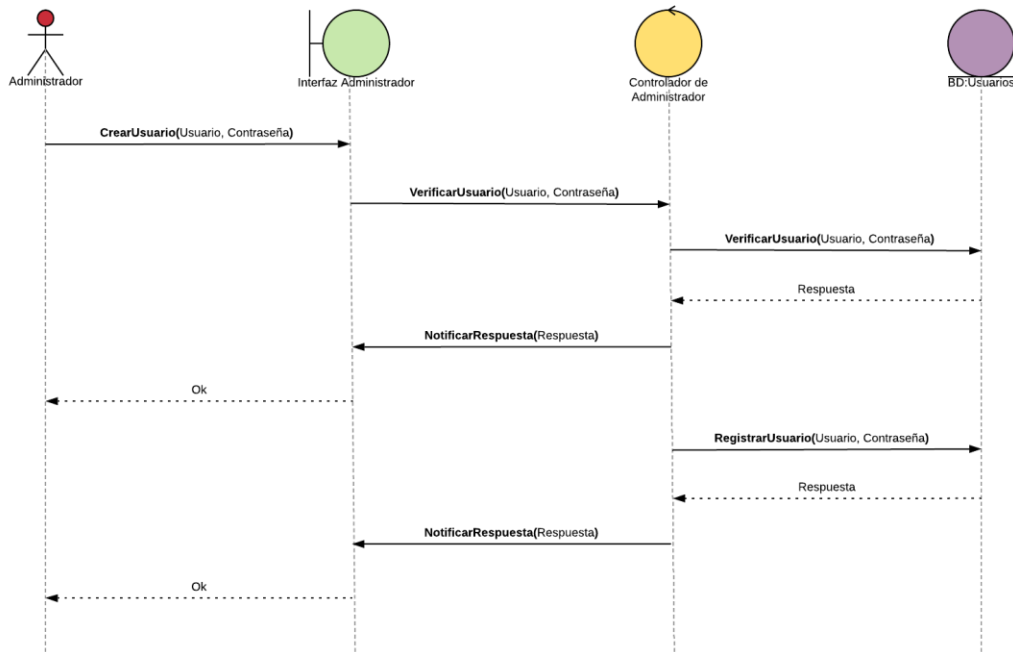 Administrador
Interfaz Administrador
Controlador de
Administrador
BD:Usuarios
CrearUsuario(Usuario, Contraseña)
VerificarUsuario(Usuario, Contraseña)
VerificarUsuario(Usuario, Contraseña)
Respuesta
NotificarRespuesta(Respuesta)
Ok
RegistrarUsuario(Usuario, Contraseña)
Respuesta
NotificarRespuesta(Respuesta)
Ok